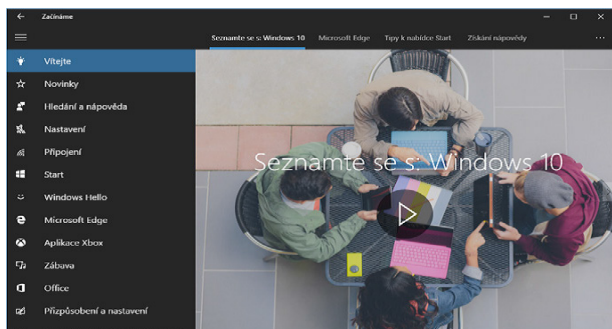 Začínáme
Seznamte se s: Windows 10 Microsoft Edge Tipy k nabídce Start Získání nápovědy
Vítejte
Novinky
Hledání a nápověda
Nastavení
Připojení
Start
Windows Hello
Microsoft Edge
Aplikace Xbox
Zábava
Office
Přizpůsobení a nastavení
Seznamte se s: Windows 10